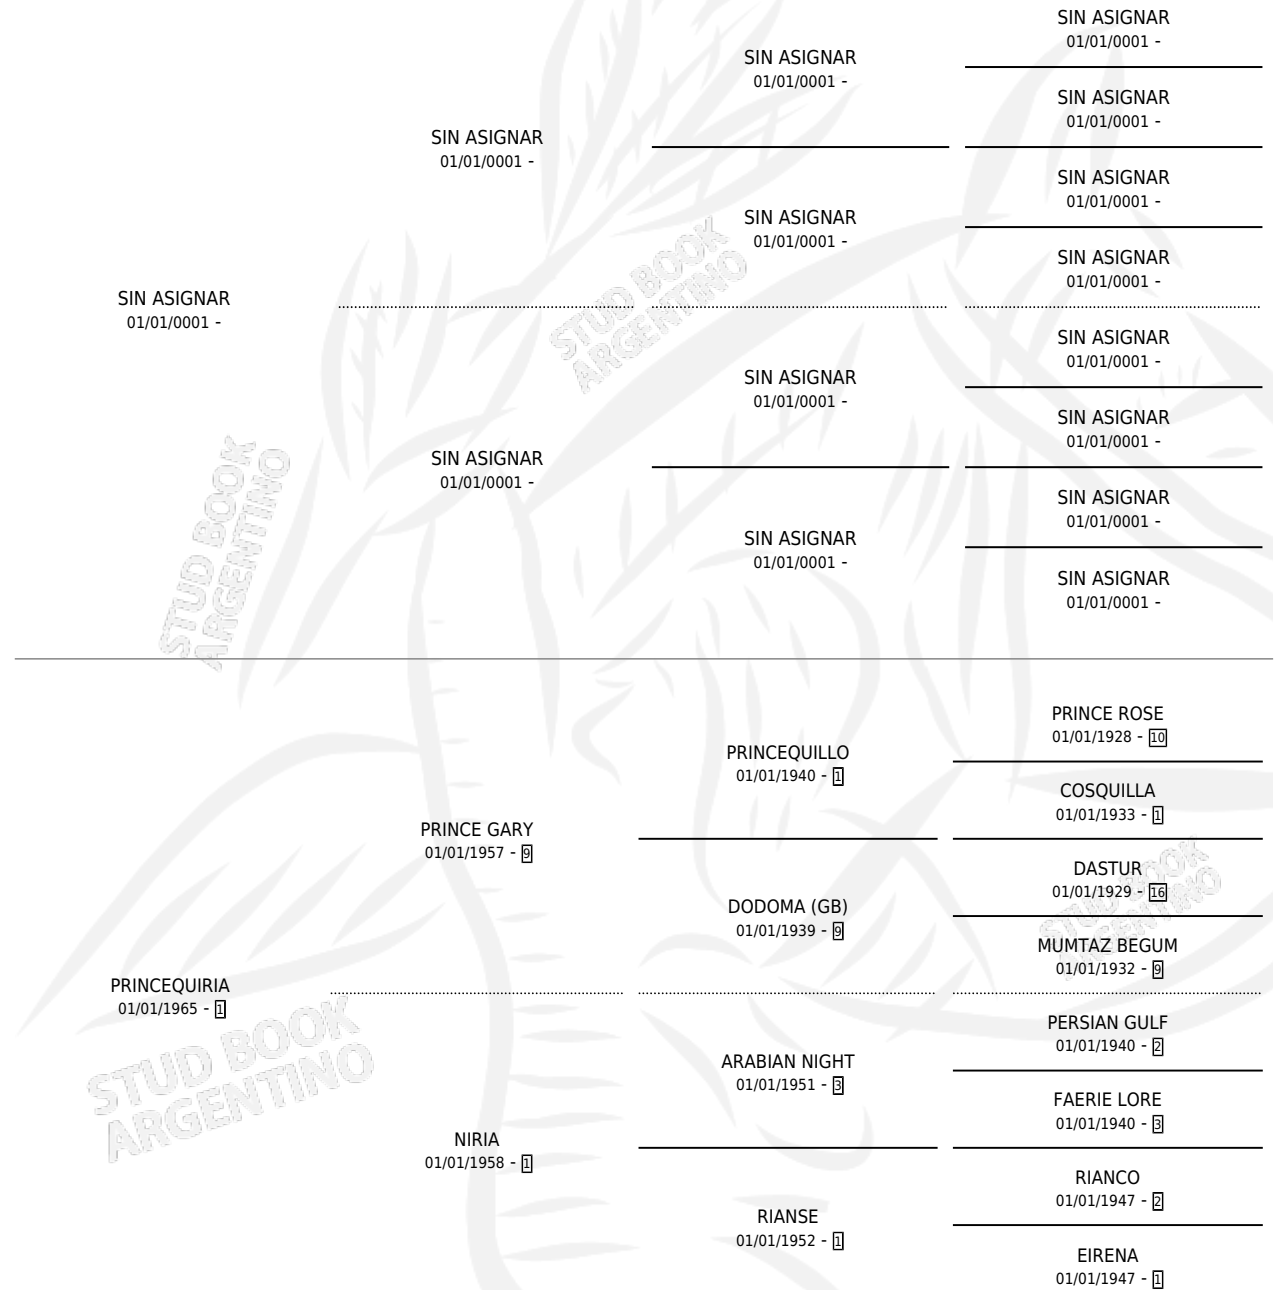 SIN ASIGNAR
01/01/0001 -
SIN ASIGNAR
01/01/0001 -
SIN ASIGNAR
01/01/0001 -
SIN ASIGNAR
01/01/0001 -
SIN ASIGNAR
01/01/0001 -
SIN ASIGNAR
01/01/0001 -
SIN ASIGNAR
01/01/0001 -
SIN ASIGNAR
01/01/0001 -
SIN ASIGNAR
01/01/0001 -
SIN ASIGNAR
01/01/0001 -
SIN ASIGNAR
01/01/0001 -
SIN ASIGNAR
01/01/0001 -
SIN ASIGNAR
01/01/0001 -
SIN ASIGNAR
01/01/0001 -
SIN ASIGNAR
01/01/0001 -
STUD BOOK
ARGENTINO
STUD BOOK
ARGENTINO
PRINCE ROSE
01/01/1928 - 10
PRINCEQUILLO
01/01/1940 - 1
COSQUILLA
01/01/1933 - 1
PRINCE GARY
01/01/1957 - 9
DASTUR
01/01/1929 - 16
DODOMA (GB)
01/01/1939 - 9
MUMTAZ BEGUM
01/01/1932 - 9
PRINCEQUIRIA
01/01/1965 - 1
PERSIAN GULF
01/01/1940 - 2
ARABIAN NIGHT
01/01/1951 - 3
FAERIE LORE
01/01/1940 - 3
NIRIA
01/01/1958 - 1
RIANCO
01/01/1947 - 2
RIANSE
01/01/1952 - 1
EIRENA
01/01/1947 - 1
STUD BOOK
ARGENTINO
STUD BOOK
ARGENTINO